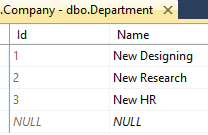 .Company - dbo.Department
Id Name
1 New Designing
2 New Research
3 New HR
NULL NULL